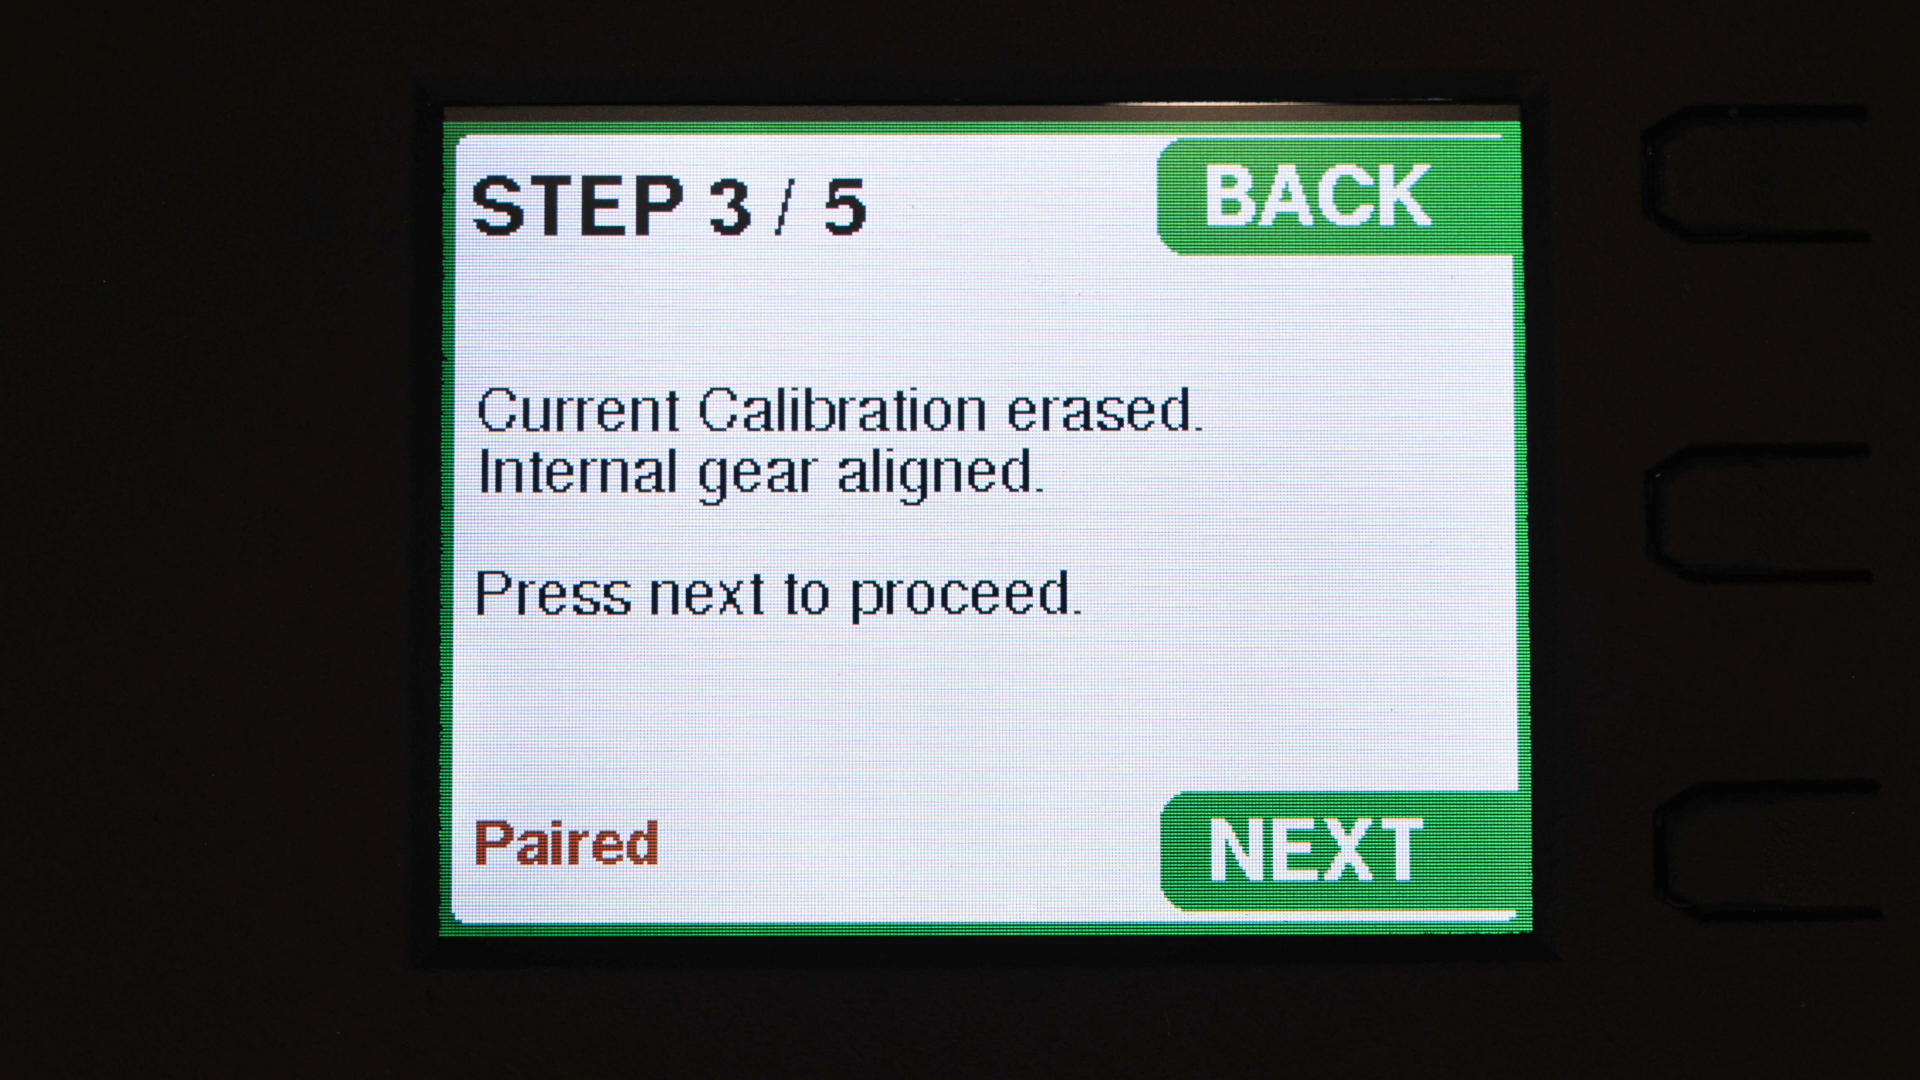 STEP 3 / 5
BACK
Current Calibration erased.
Internal gear aligned.
Press next to proceed.
Paired
NEXT